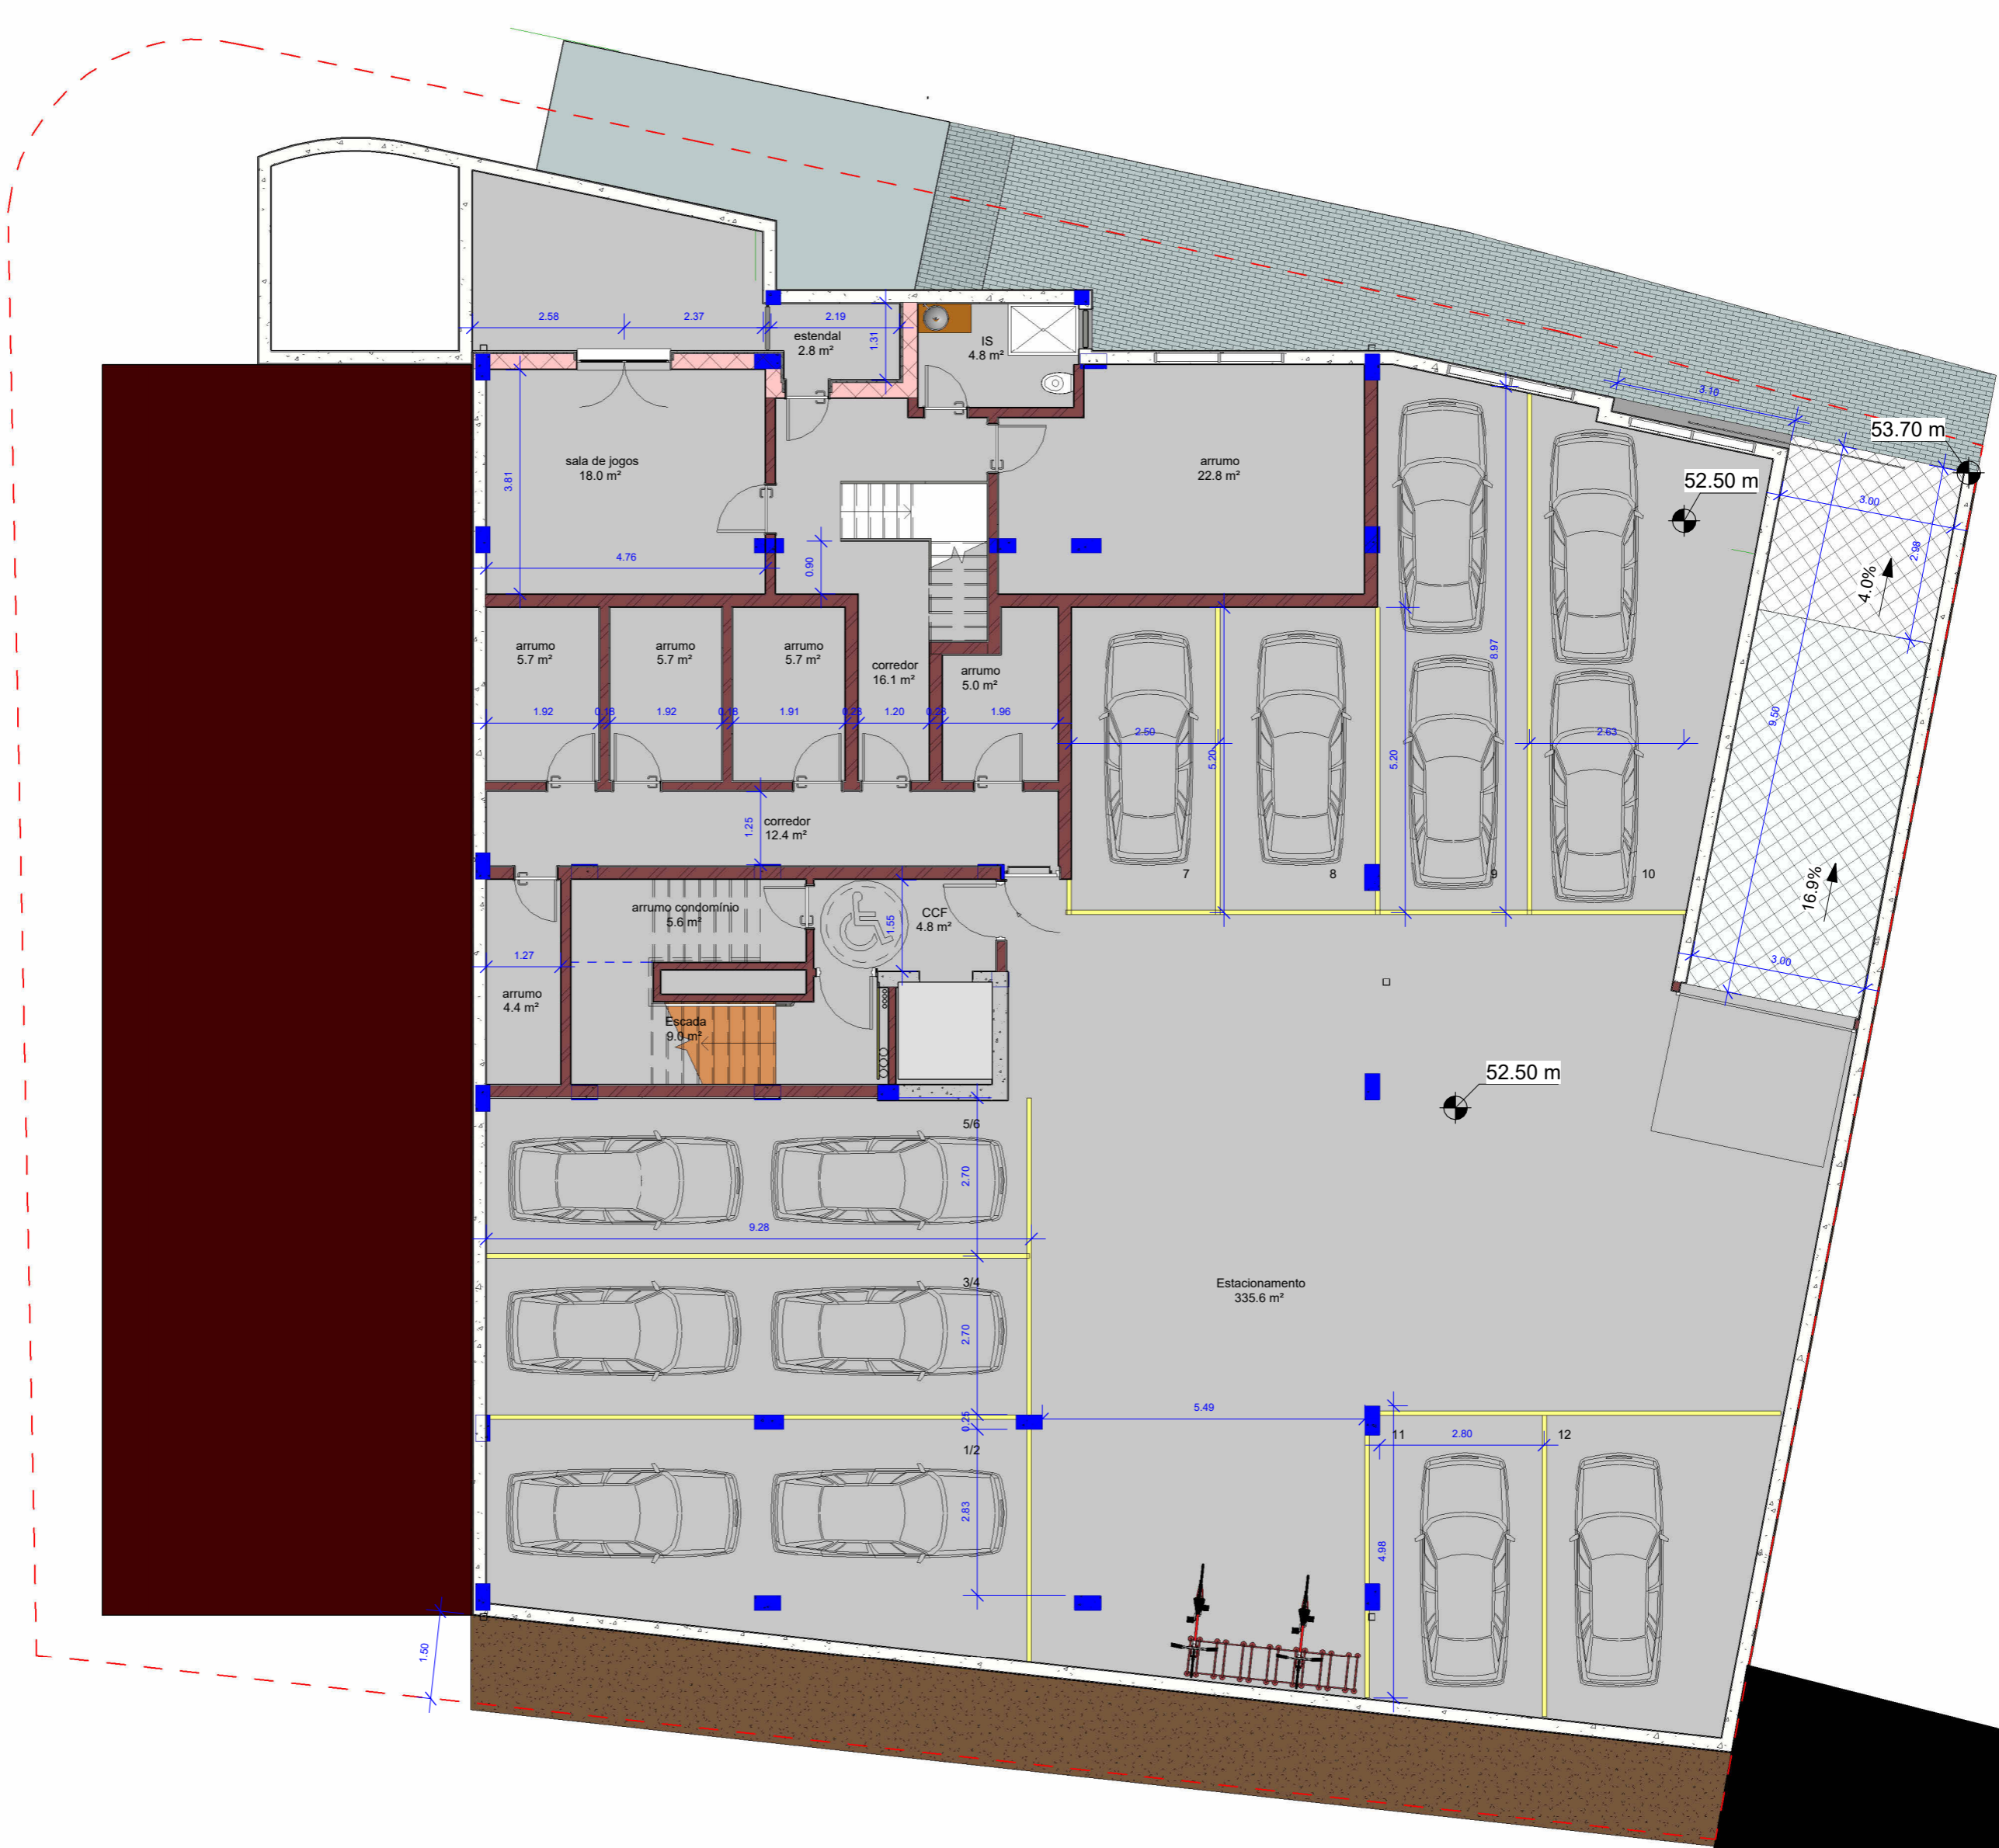 53.70 m
3.10
52.50 m
3.00
2.98
4.0%
2.58
2.37
2.19
estendal
2.8 m²
1.31
IS
4.8 m²
sala de jogos
18.0 m²
3.81
4.76
0.90
arrumo
22.8 m²
arrumo
5.7 m²
arrumo
5.7 m²
arrumo
5.7 m²
corredor
16.1 m²
arrumo
5.0 m²
8.97
1.92
0.18
1.92
0.18
1.91
0.23
1.20
0.23
1.96
2.50
5.20
5.20
2.63
9.50
1.25
corredor
12.4 m²
7
8
9
10
16.9%
arrumo condomínio
5.6 m²
1.55
CCF
4.8 m²
1.27
3.00
arrumo
4.4 m²
Escada
9.0 m²
52.50 m
5/6
2.70
9.28
3/4
Estacionamento
335.6 m²
2.70
5.49
0.25
11
2.80
12
1/2
2.83
4.98
1.50